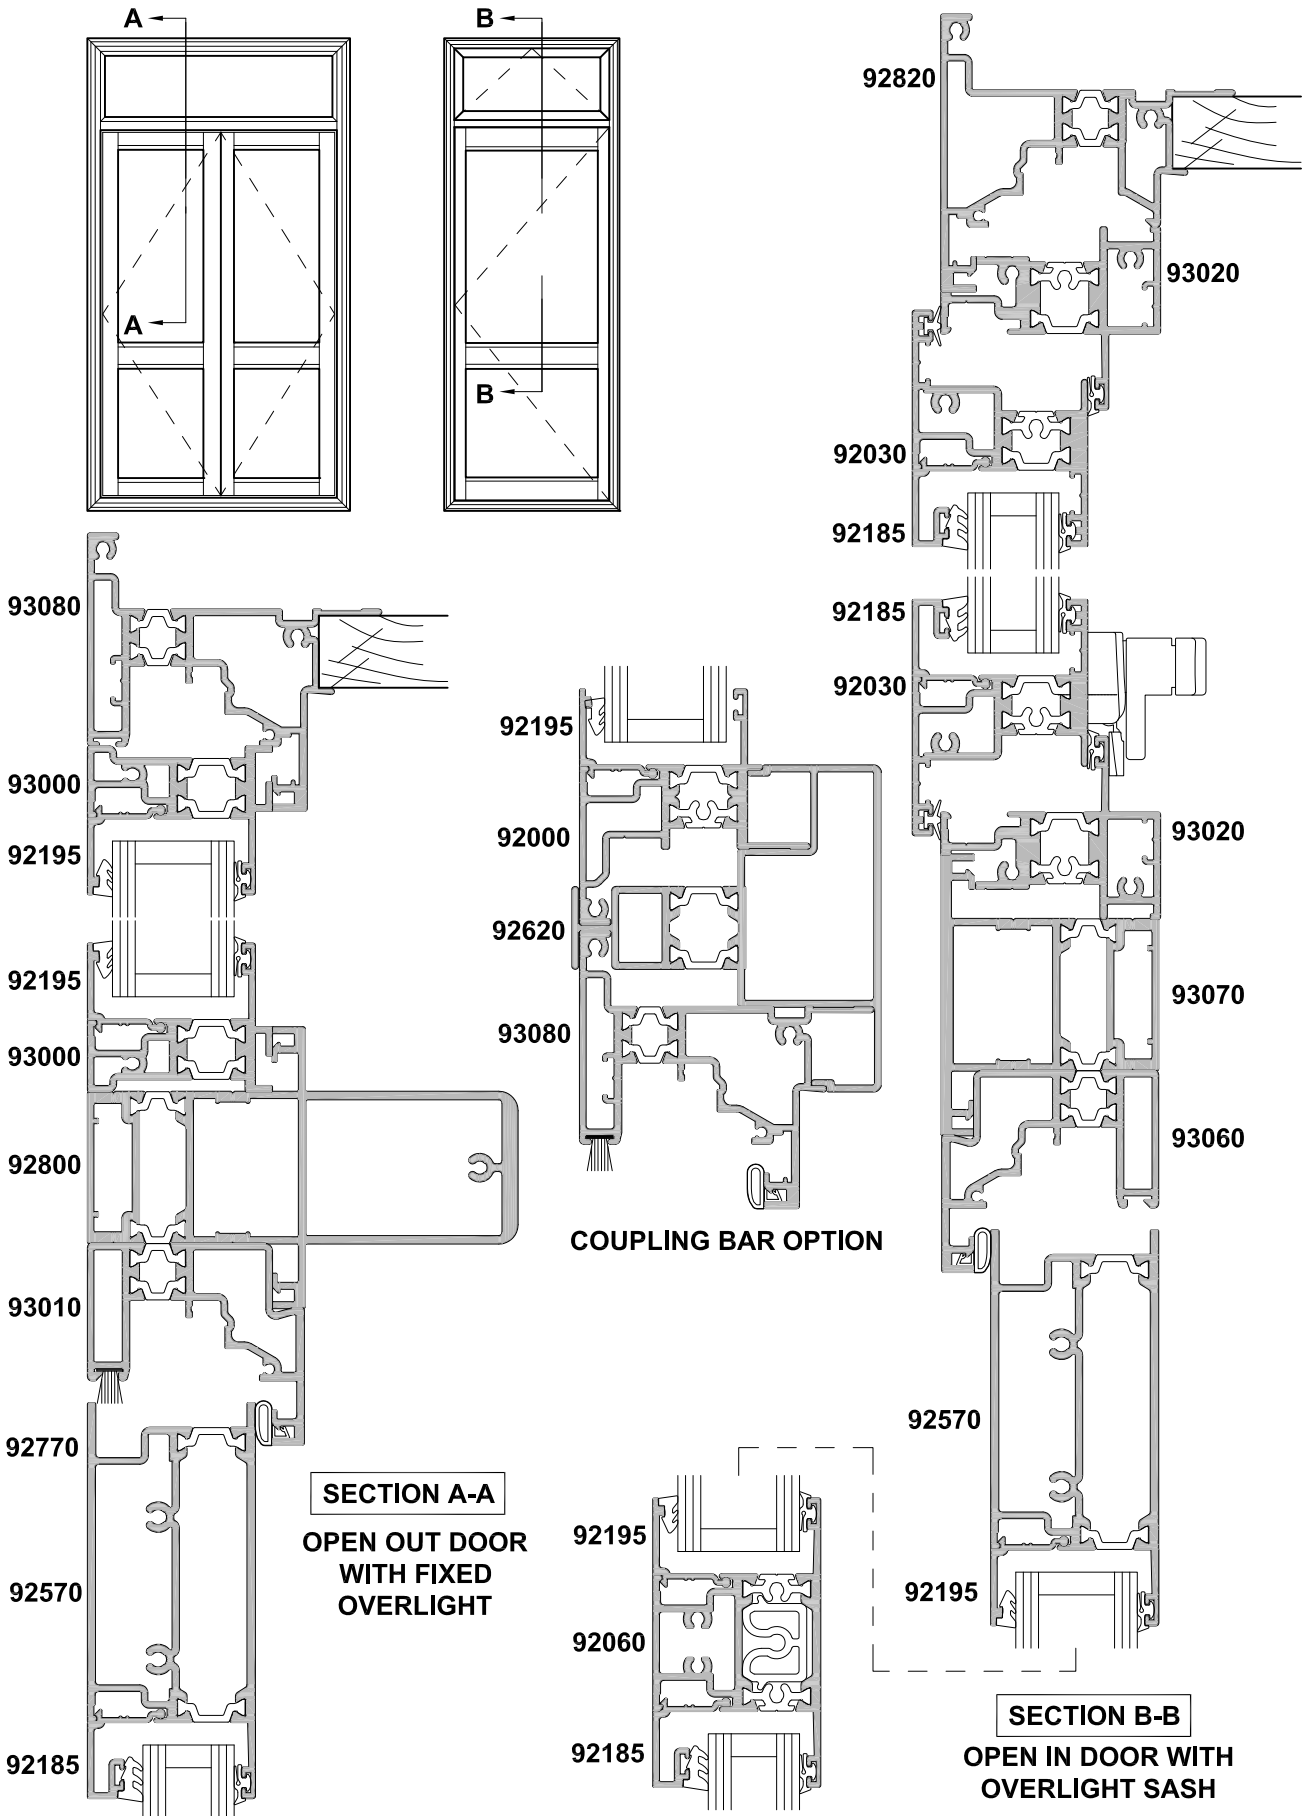 A
A
B
B
93080
93000
92195
92195
93000
92800
93010
92770
92570
92185
SECTION A-A
OPEN OUT DOOR
WITH FIXED
OVERLIGHT
92195
92000
92620
93080
COUPLING BAR OPTION
92195
92060
92185
92820
93020
92030
92185
92185
92030
93020
93070
93060
92570
92195
SECTION B-B
OPEN IN DOOR WITH
OVERLIGHT SASH